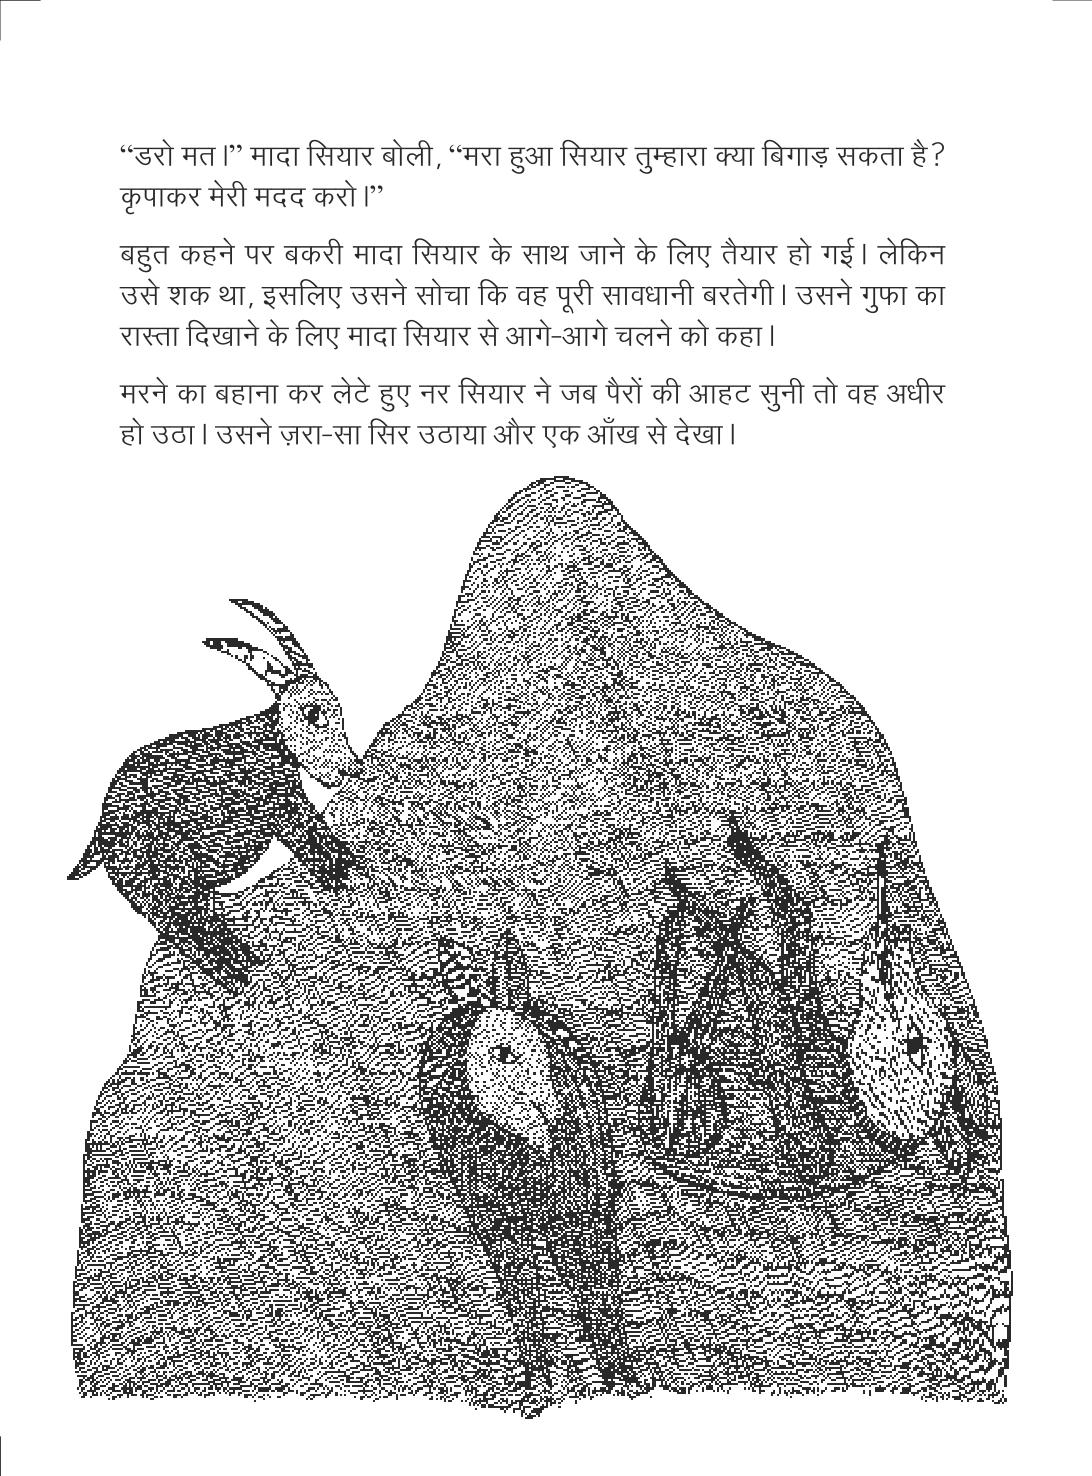 “डरो मत।” मादा सियार बोली, “मरा हुआ सियार तुम्हारा क्या बिगाड़ सकता है?
कृपाकर मेरी मदद करो।”
बहुत कहने पर बकरी मादा सियार के साथ जाने के लिए तैयार हो गई। लेकिन
उसे शक था, इसलिए उसने सोचा कि वह पूरी सावधानी बरतेगी। उसने गुफा का
रास्ता दिखाने के लिए मादा सियार से आगे-आगे चलने को कहा।
मरने का बहाना कर लेटे हुए नर सियार ने जब पैरों की आहट सुनी तो वह अधीर
हो उठा। उसने ज़रा-सा सिर उठाया और एक आँख से देखा।